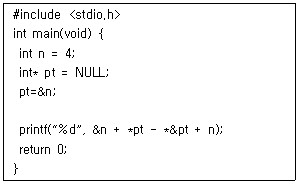 #include <stdio.h>
int main(void) {
int n = 4;
int* pt = NULL;
pt=&n;
printf("%d", &n + *pt - *&pt + n);
return 0;
}